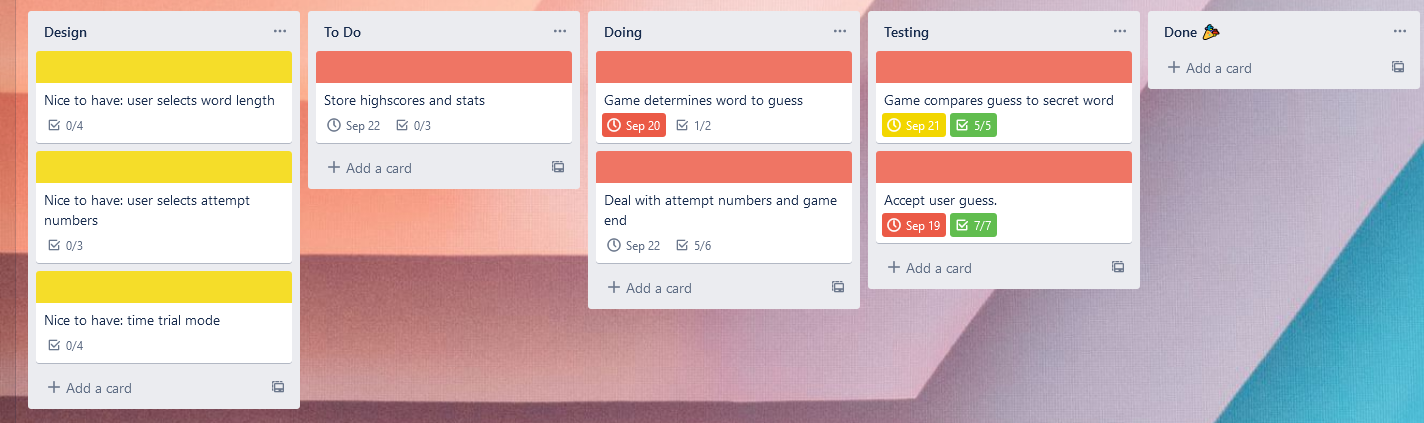 Design
Nice to have: user selects word length
0/4
Nice to have: user selects attempt
numbers
0/3
Nice to have: time trial mode
0/4
Add a card
To Do
Store highscores and stats
Sep 22 0/3
Add a card
Doing
Game determines word to guess
Sep 20 1/2
Deal with attempt numbers and game
end
Sep 22 5/6
Add a card
Testing
Game compares guess to secret word
Sep 21 5/5
Accept user guess.
Sep 19 7/7
Add a card
Done 🎉
Add a card